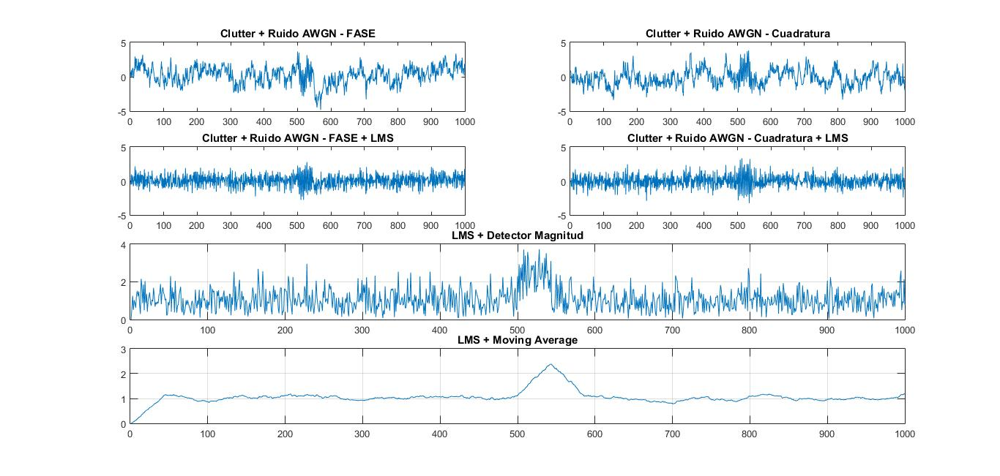 Clutter + Ruido AWGN - FASE
5
0
-5
0 100 200 300 400 500 600 700 800 900 1000
Clutter + Ruido AWGN - Cuadratura
5
0
-5
0 100 200 300 400 500 600 700 800 900 1000
Clutter + Ruido AWGN - FASE + LMS
5
0
-5
0 100 200 300 400 500 600 700 800 900 1000
Clutter + Ruido AWGN - Cuadratura + LMS
5
0
-5
0 100 200 300 400 500 600 700 800 900 1000
LMS + Detector Magnitud
4
2
0
0 100 200 300 400 500 600 700 800 900 1000
LMS + Moving Average
3
2
1
0
0 100 200 300 400 500 600 700 800 900 1000